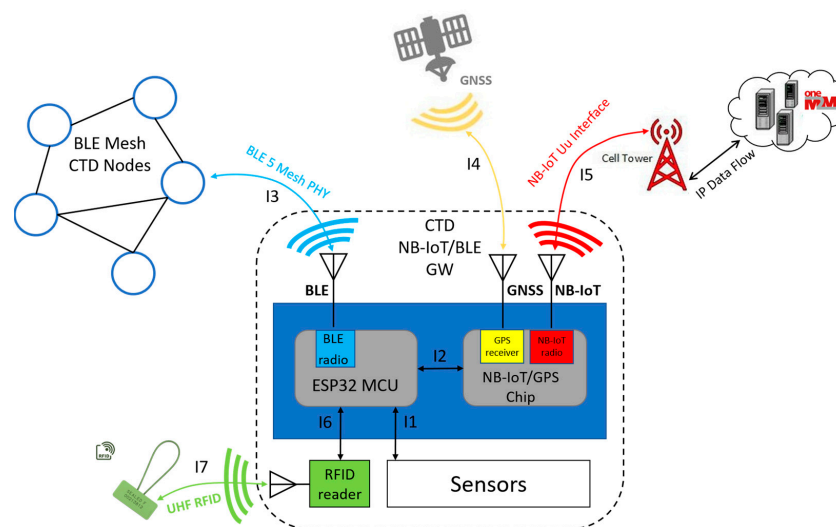 GNSS
one
M2M
BLE Mesh
CTD Nodes
BLE 5 Mesh PHY
I3
I4
NB-IoT Uu Interface
I5
Cell Tower
IP Data Flow
CTD
NB-IoT/BLE
GW
BLE
GNSS
NB-IoT
BLE
radio
GPS
receiver
NB-IoT
radio
ESP32 MCU
I2
NB-IoT/GPS
Chip
I6
I1
RFID
I7
UHF RFID
RFID
reader
Sensors